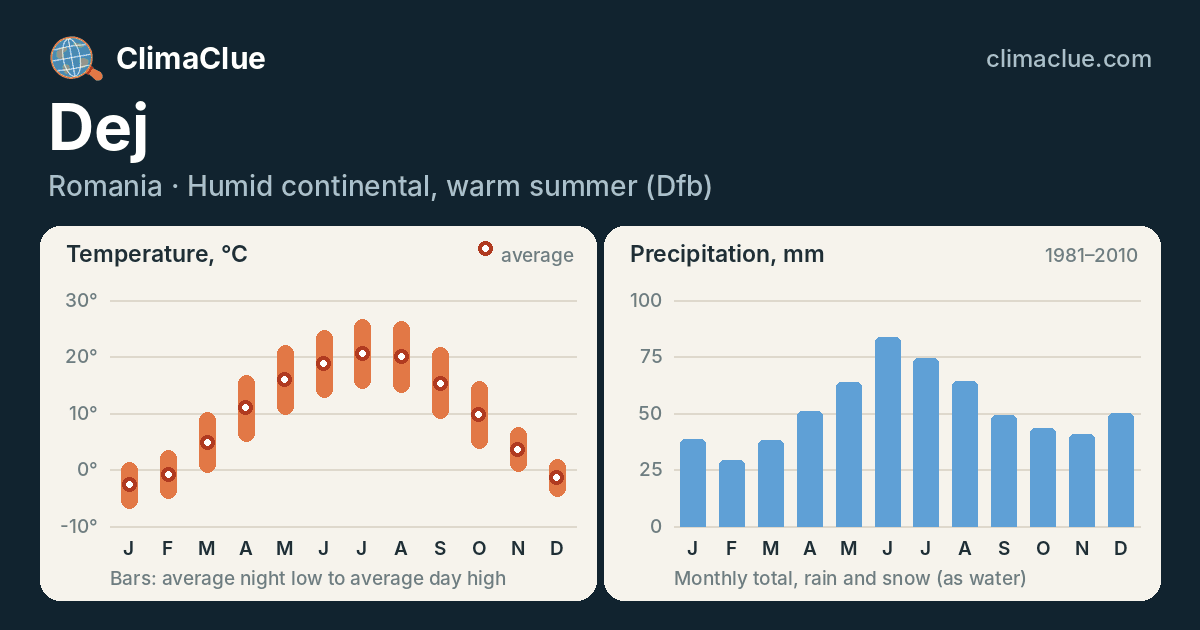 ClimaClue
climaclue.com
Dej
Romania · Humid continental, warm summer (Dfb)
Temperature, °C
average
30°
20°
10°
0°
-10°
J F M A M J J A S O N D
Bars: average night low to average day high
Precipitation, mm
1981–2010
100
75
50
25
0
J F M A M J J A S O N D
Monthly total, rain and snow (as water)